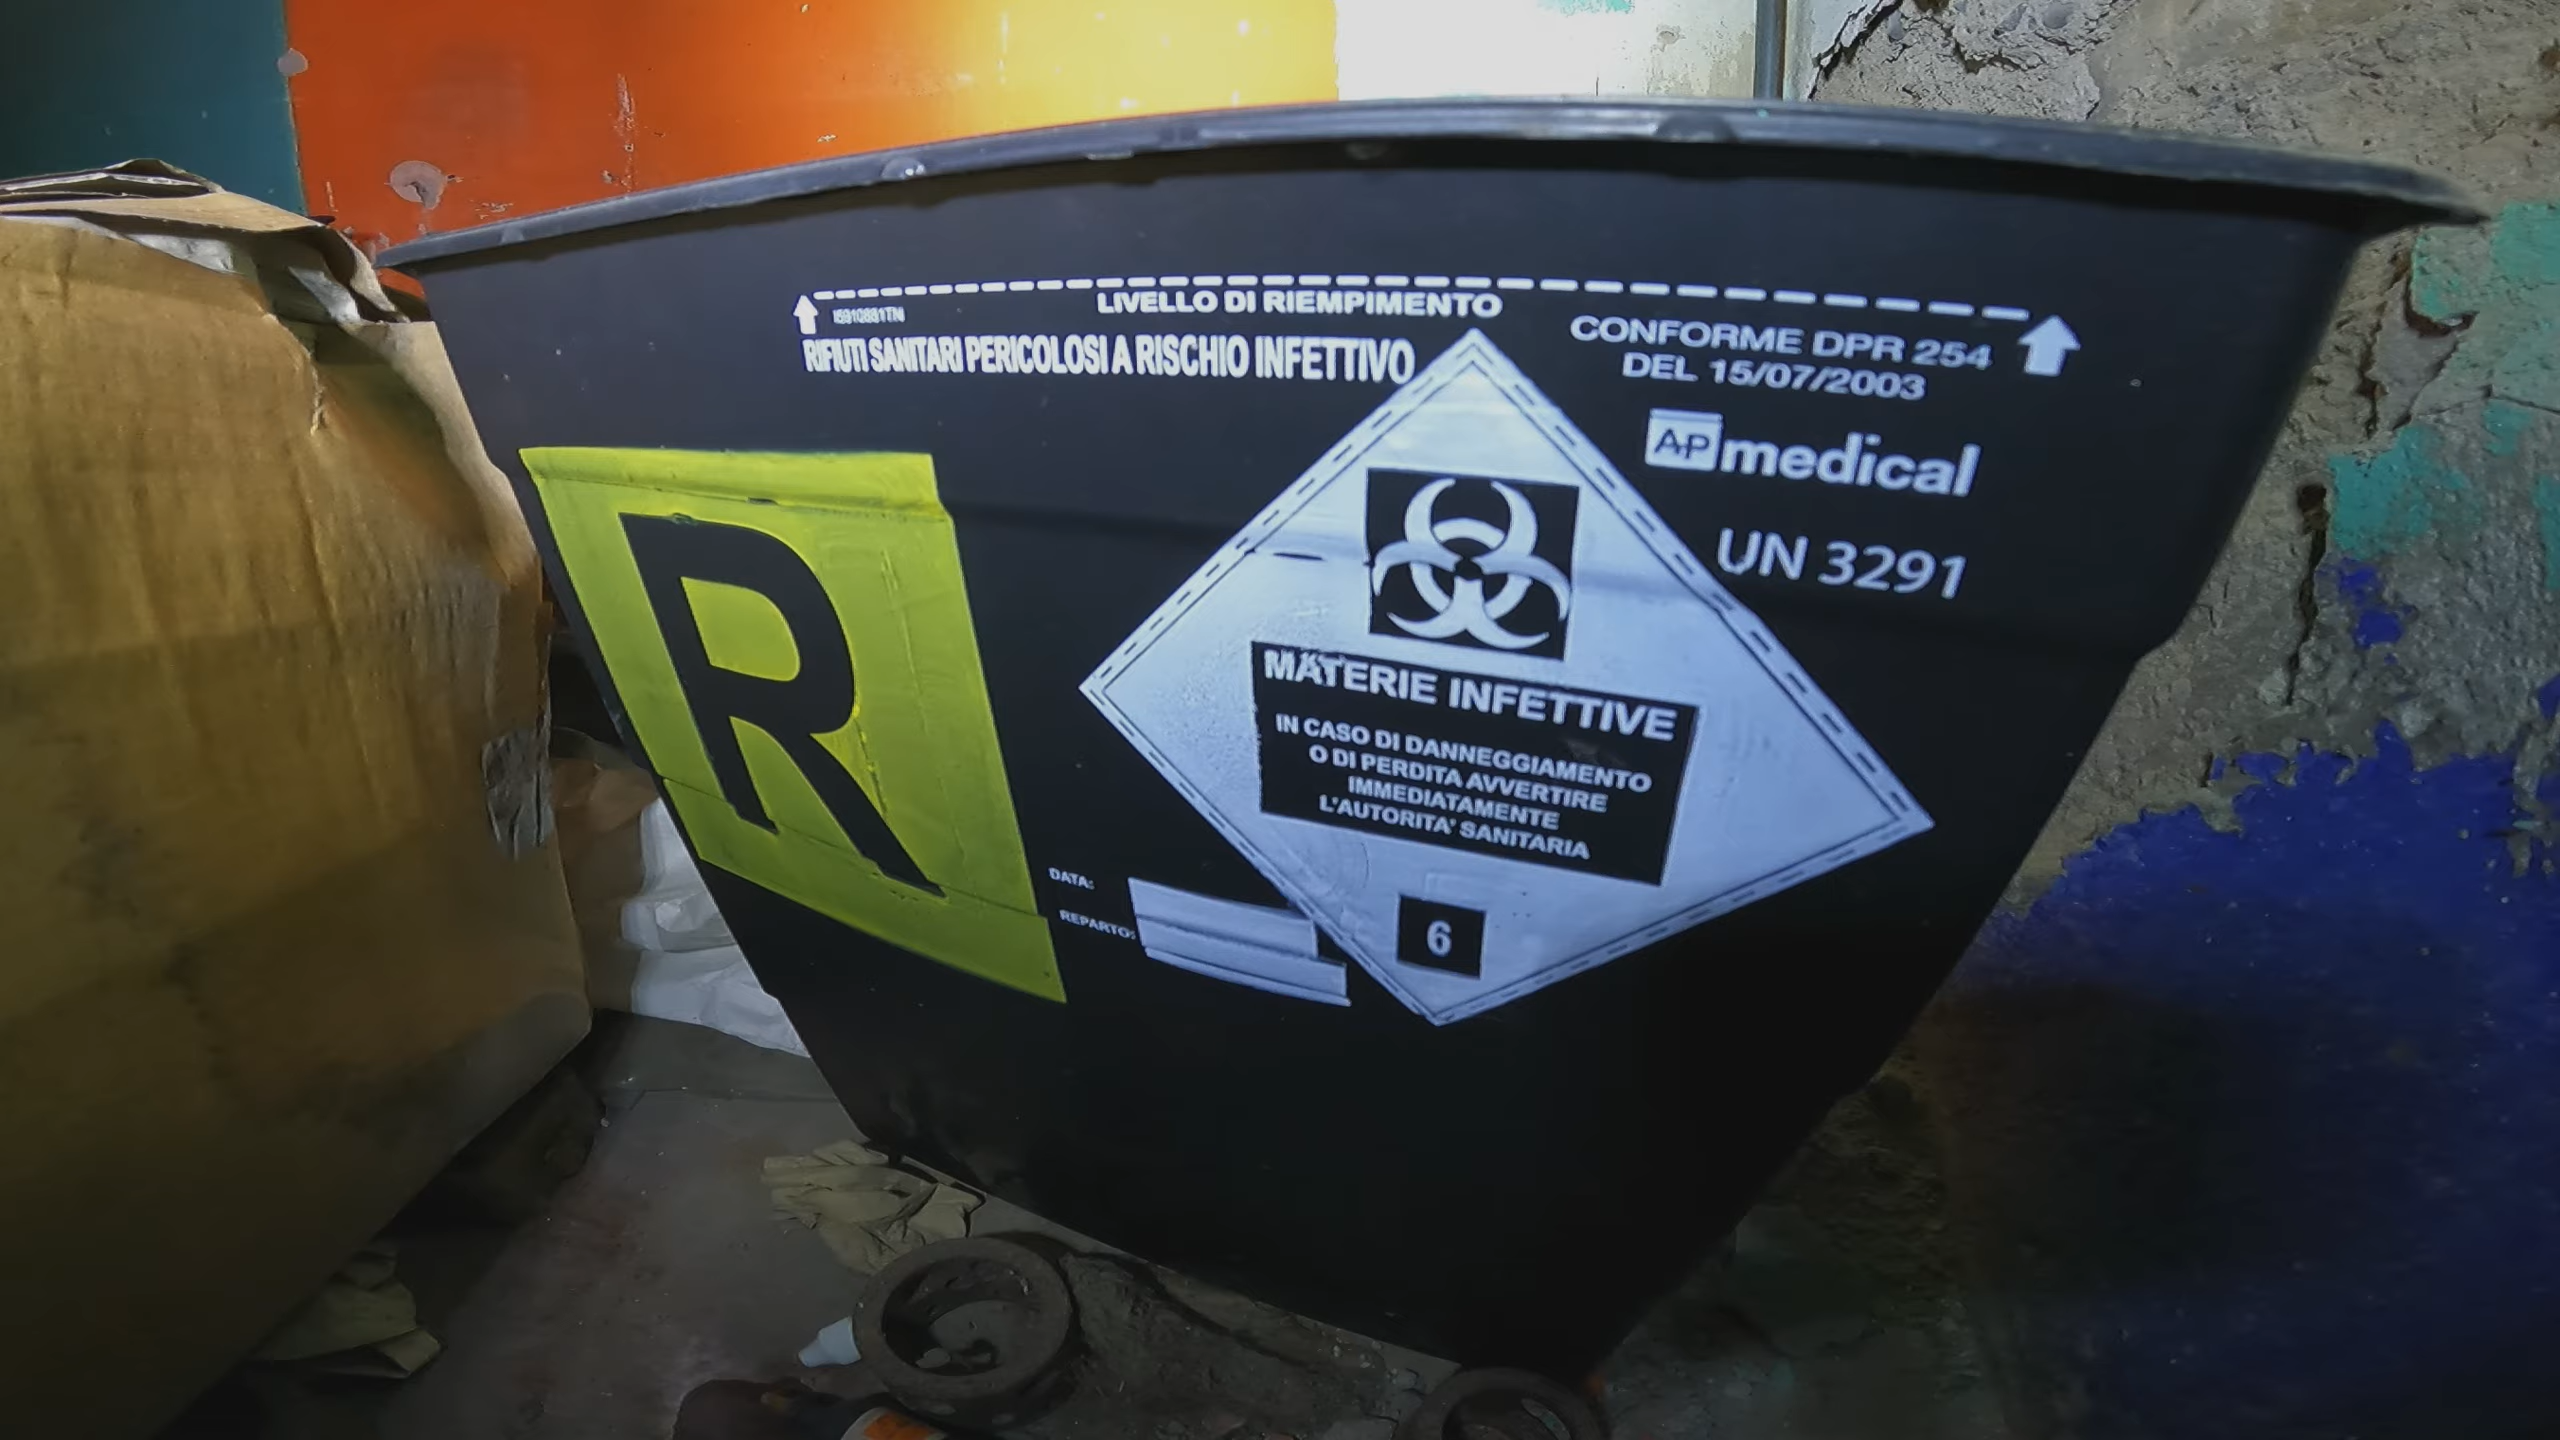 LIVELLO DI RIEMPIMENTO
RIFIUTI SANITARI PERICOLOSI A RISCHIO INFETTIVO
CONFORME DPR 254
DEL 15/07/2003
AP medical
UN 3291
R
MATERIE INFETTIVE
IN CASO DI DANNEGGIAMENTO
O DI PERDITA AVVERTIRE
IMMEDIATAMENTE
L'AUTORITA' SANITARIA
6
DATA:
REPARTO: